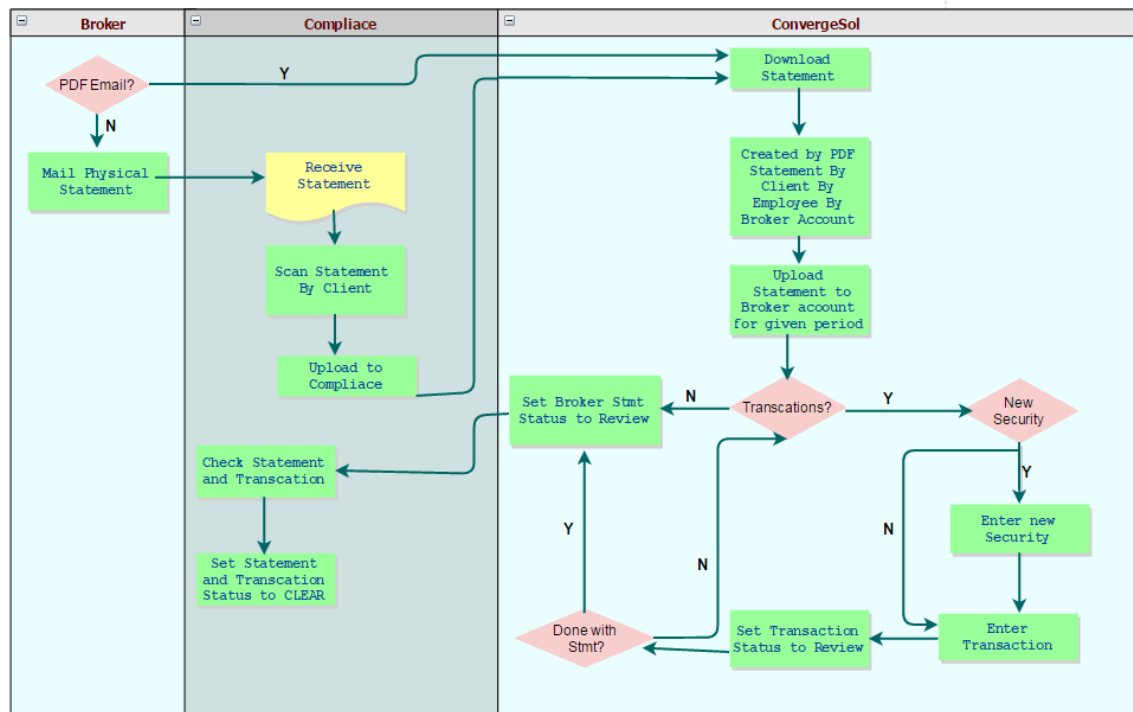 Broker
Compliace
ConvergeSol
PDF Email?
Y
N
Mail Physical
Statement
Receive
Statement
Scan Statement
By Client
Upload to
Compliace
Download
Statement
Created by PDF
Statement By
Client By
Employee By
Broker Account
Upload
Statement to
Broker account
for given period
Transcations?
N
Y
Set Broker Stmt
Status to Review
New
Security
Y
N
Enter new
Security
Enter
Transaction
Set Transaction
Status to Review
Done with
Stmt?
Y
N
Check Statement
and Transcation
Set Statement
and Transcation
Status to CLEAR